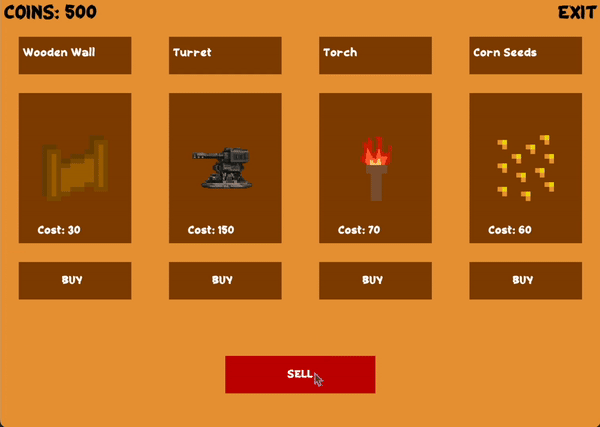 COINS: 500
EXIT
Wooden Wall
Turret
Torch
Corn Seeds
Cost: 30
Cost: 150
Cost: 70
Cost: 60
BUY
BUY
BUY
BUY
SELL